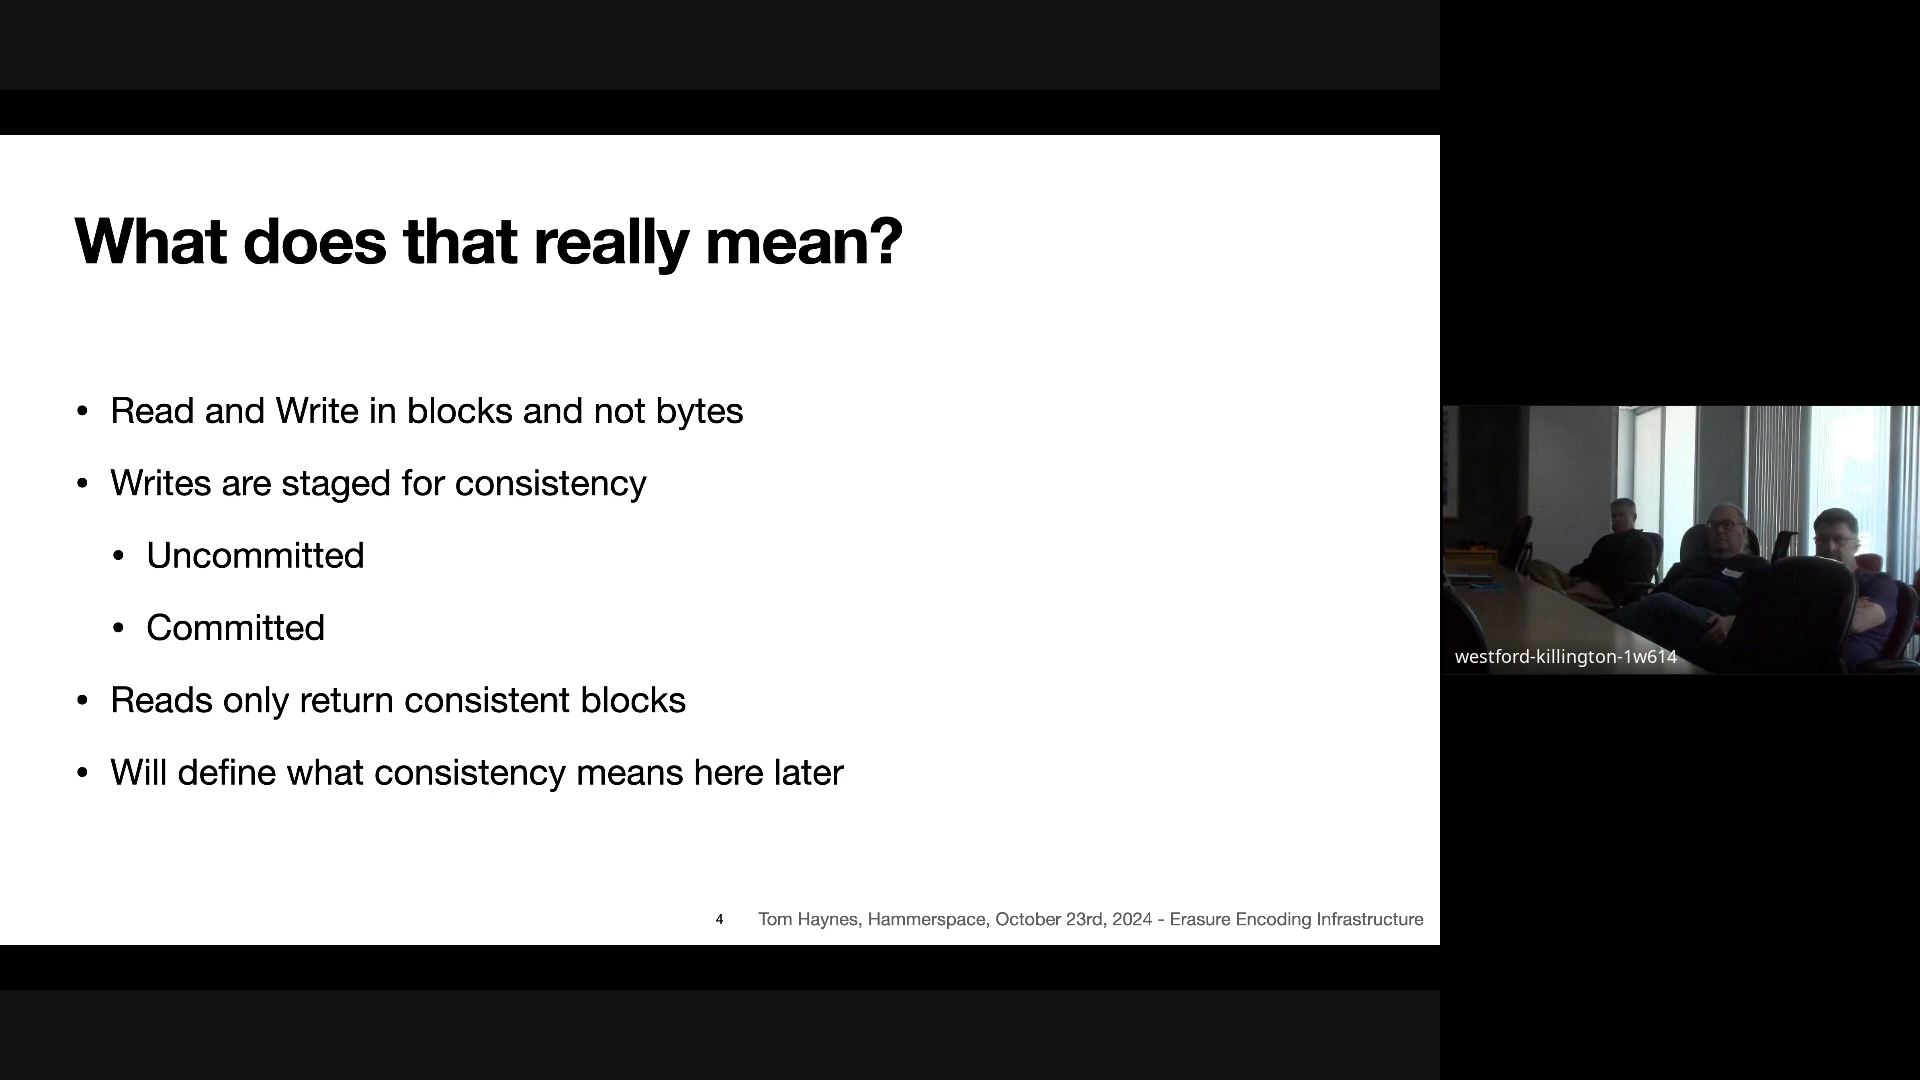 What does that really mean?
• Read and Write in blocks and not bytes
• Writes are staged for consistency
• Uncommitted
• Committed
• Reads only return consistent blocks
• Will define what consistency means here later
4 Tom Haynes, Hammerspace, October 23rd, 2024 - Erasure Encoding Infrastructure
westford-killington-1w614